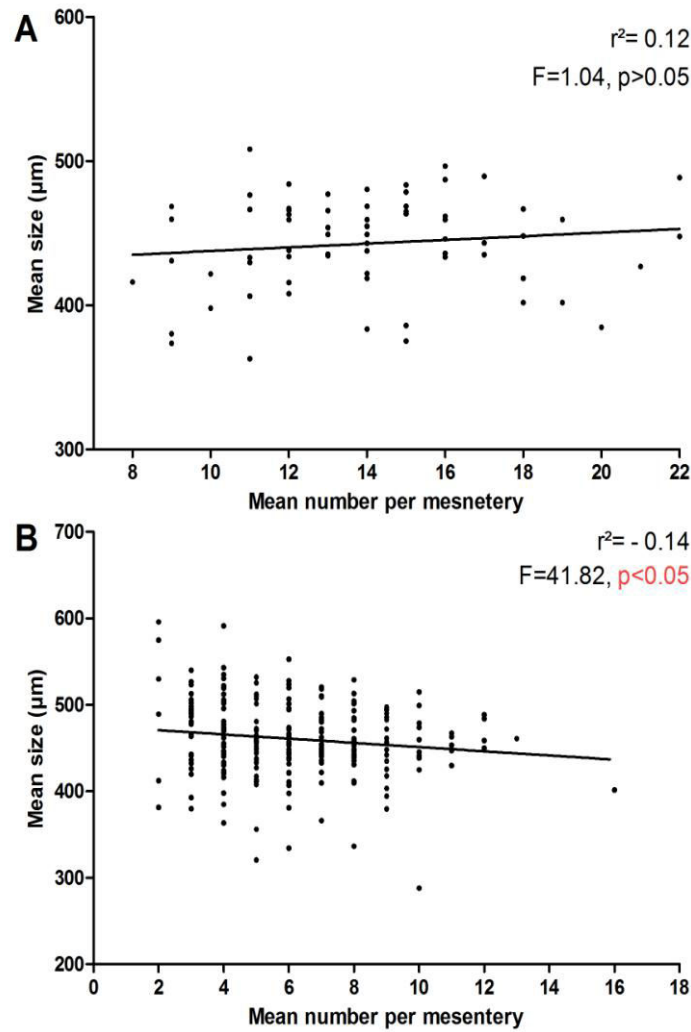 A
r²= 0.12
F=1.04, p>0.05
Mean size (µm)
600
500
400
300
8 10 12 14 16 18 20 22
Mean number per mesnetery
B
r²= - 0.14
F=41.82, p<0.05
Mean size (µm)
700
600
500
400
300
200
0 2 4 6 8 10 12 14 16 18
Mean number per mesentery